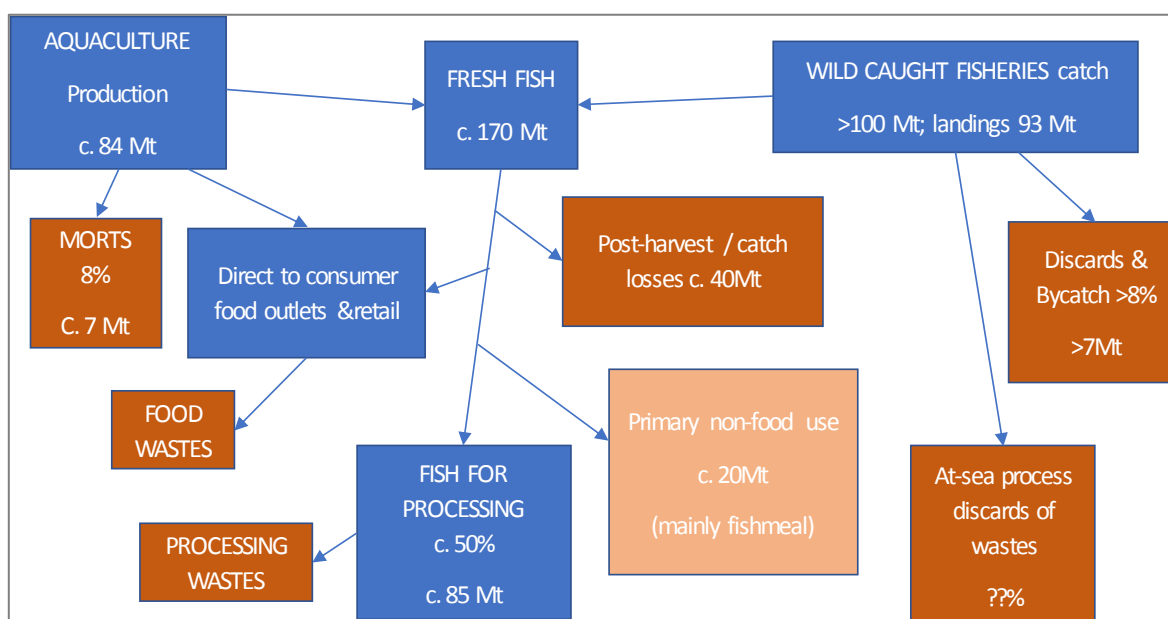 AQUACULTURE
Production
c. 84 Mt
FRESH FISH
c. 170 Mt
WILD CAUGHT FISHERIES catch
>100 Mt; landings 93 Mt
MORTS
8%
C. 7 Mt
Direct to consumer
food outlets &retail
Post-harvest / catch
losses c. 40Mt
Discards &
Bycatch >8%
>7Mt
FOOD
WASTES
Primary non-food use
c. 20Mt
(mainly fishmeal)
FISH FOR
PROCESSING
c. 50%
c. 85 Mt
At-sea process
discards of
wastes
??%
PROCESSING
WASTES